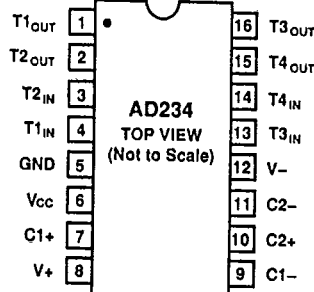 T1OUT 1 16 T3OUT
T2OUT 2 15 T4OUT
T2IN 3 14 T4IN
T1IN 4 13 T3IN
GND 5 12 V–
VCC 6 11 C2–
C1+ 7 10 C2+
V+ 8 9 C1–
AD234
TOP VIEW
(Not to Scale)